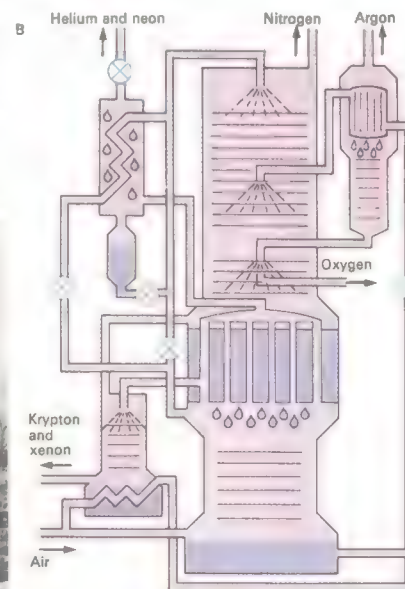 B
Helium and neon
Nitrogen
Argon
Oxygen
Krypton
and
xenon
Air